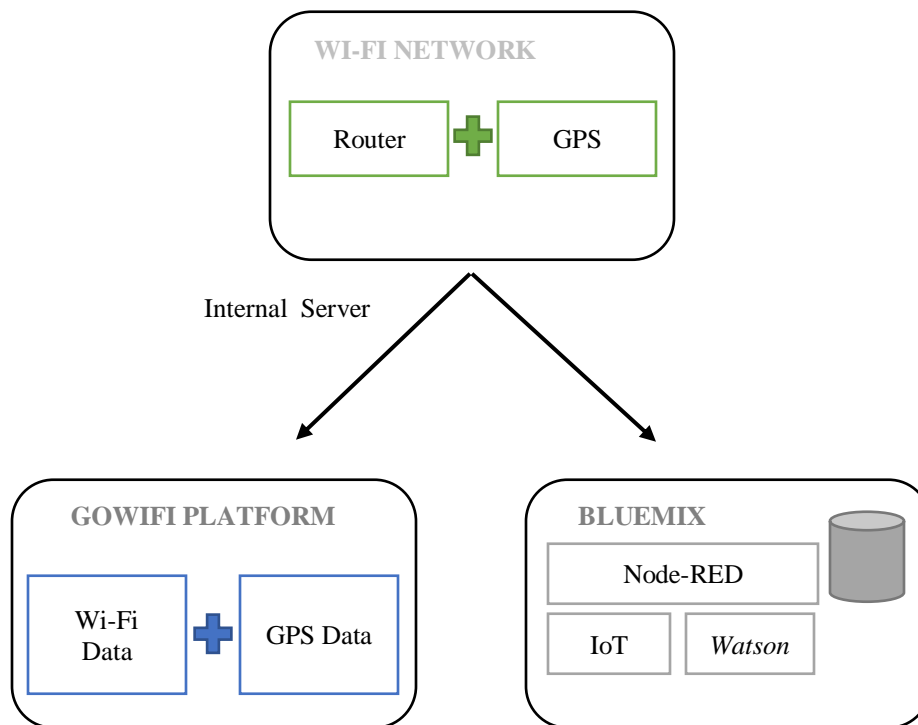 WI-FI NETWORK
Router
GPS
Internal Server
GOWIFI PLATFORM
Wi-Fi
Data
GPS Data
BLUEMIX
Node-RED
IoT
Watson